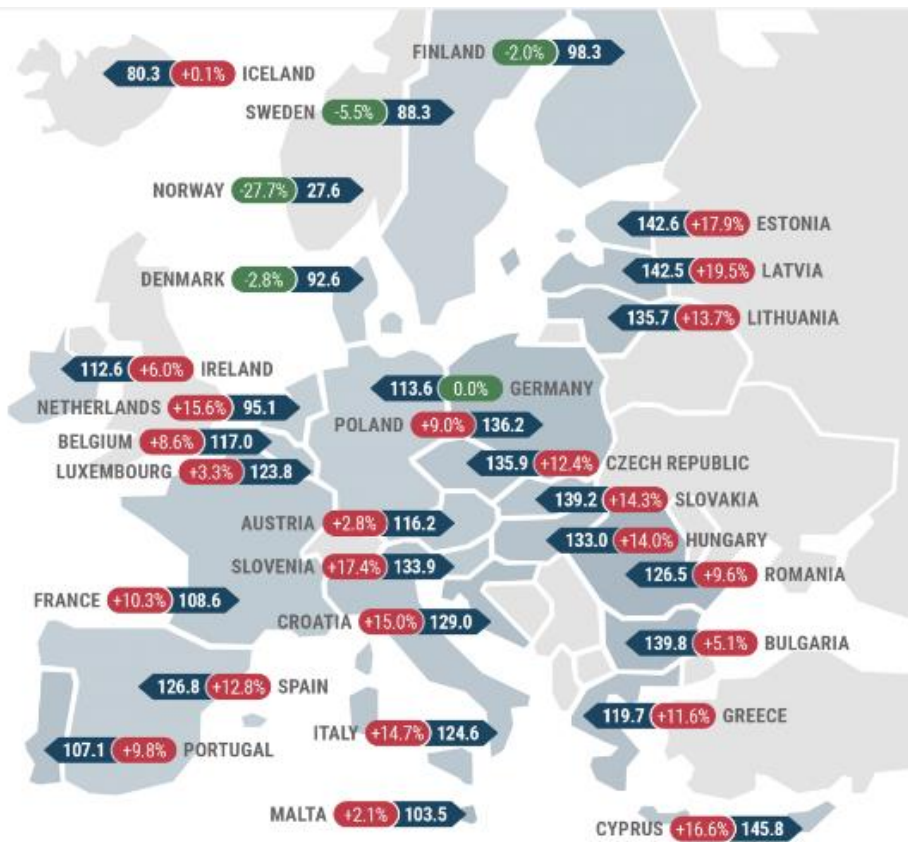 FINLAND -2.0% 98.3
80.3 +0.1% ICELAND
SWEDEN -5.5% 88.3
NORWAY -27.7% 27.6
142.6 +17.9% ESTONIA
142.5 +19.5% LATVIA
DENMARK -2.8% 92.6
135.7 +13.7% LITHUANIA
112.6 +6.0% IRELAND
113.6 0.0% GERMANY
NETHERLANDS +15.6% 95.1
POLAND +9.0% 136.2
BELGIUM +8.6% 117.0
135.9 +12.4% CZECH REPUBLIC
LUXEMBOURG +3.3% 123.8
139.2 +14.3% SLOVAKIA
AUSTRIA +2.8% 116.2
133.0 +14.0% HUNGARY
SLOVENIA +17.4% 133.9
126.5 +9.6% ROMANIA
FRANCE +10.3% 108.6
CROATIA +15.0% 129.0
139.8 +5.1% BULGARIA
126.8 +12.8% SPAIN
119.7 +11.6% GREECE
ITALY +14.7% 124.6
107.1 +9.8% PORTUGAL
MALTA +2.1% 103.5
CYPRUS +16.6% 145.8